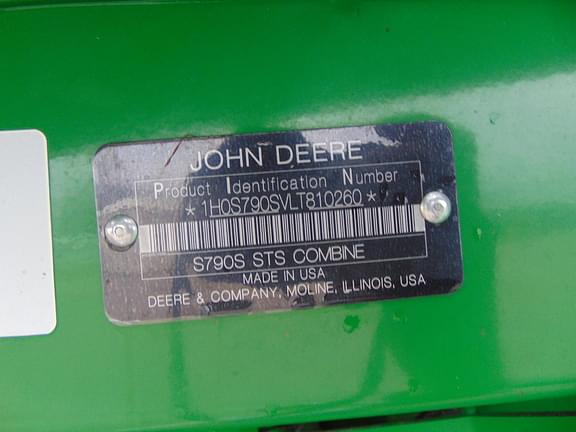 JOHN DEERE
Product Identification Number
*1H0S790SVLT810260*
S790S STS COMBINE
MADE IN USA
DEERE & COMPANY, MOLINE, ILLINOIS, USA